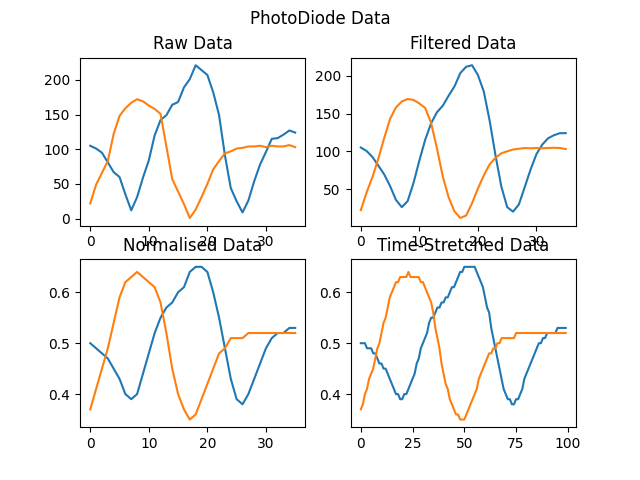 PhotoDiode Data
Raw Data
Filtered Data
200
150
100
50
0
0 10 20 30
200
150
100
50
0 10 20 30
Normalised Data
Time-Stretched Data
0.6
0.5
0.4
0 10 20 30
0.6
0.5
0.4
0 25 50 75 100